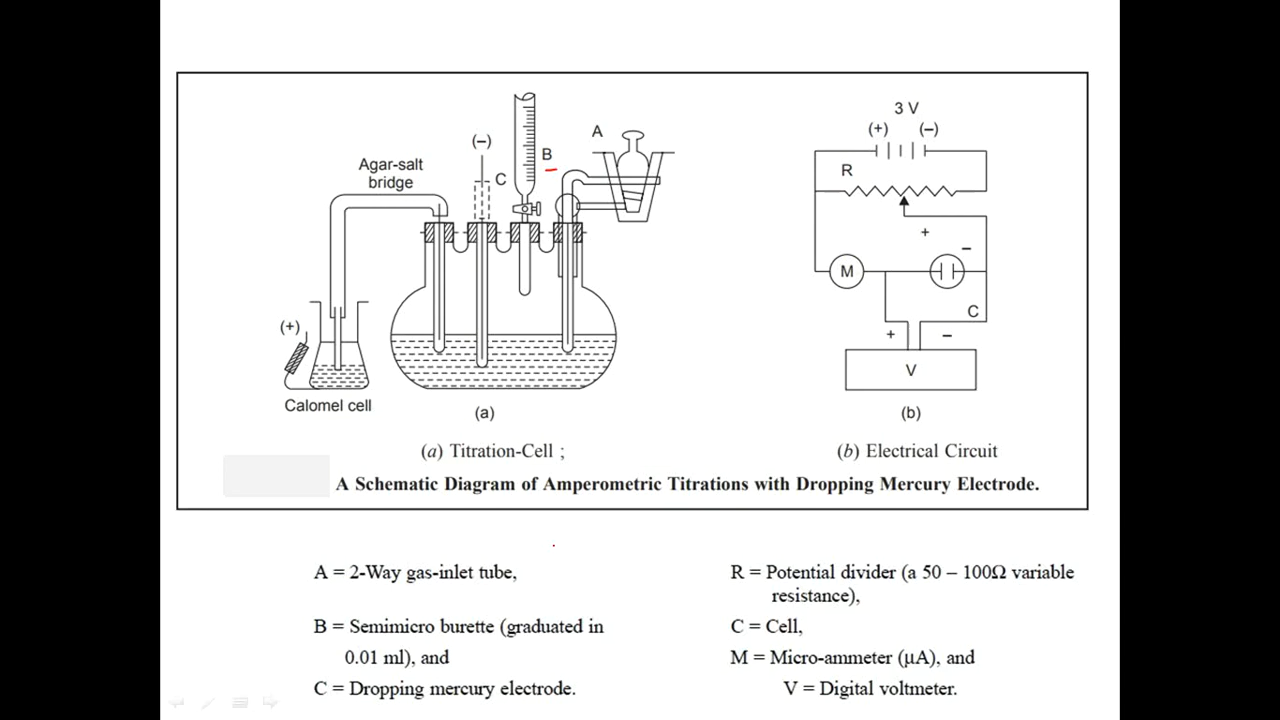 3 V
(+) (–)
A
(–)
B
Agar-salt
bridge
C
R
+
–
M
C
(+)
+ –
V
Calomel cell
(a)
(b)
(a) Titration-Cell ;
(b) Electrical Circuit
A Schematic Diagram of Amperometric Titrations with Dropping Mercury Electrode.
A = 2-Way gas-inlet tube,
B = Semimicro burette (graduated in
0.01 ml), and
C = Dropping mercury electrode.
R = Potential divider (a 50 – 100Ω variable
resistance),
C = Cell,
M = Micro-ammeter (μA), and
V = Digital voltmeter.